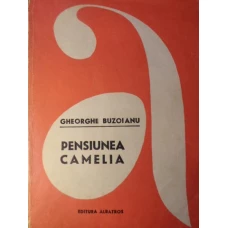 GHEORGHE BUZOIANU
PENSIUNEA
CAMELIA
EDITURA ALBATROS